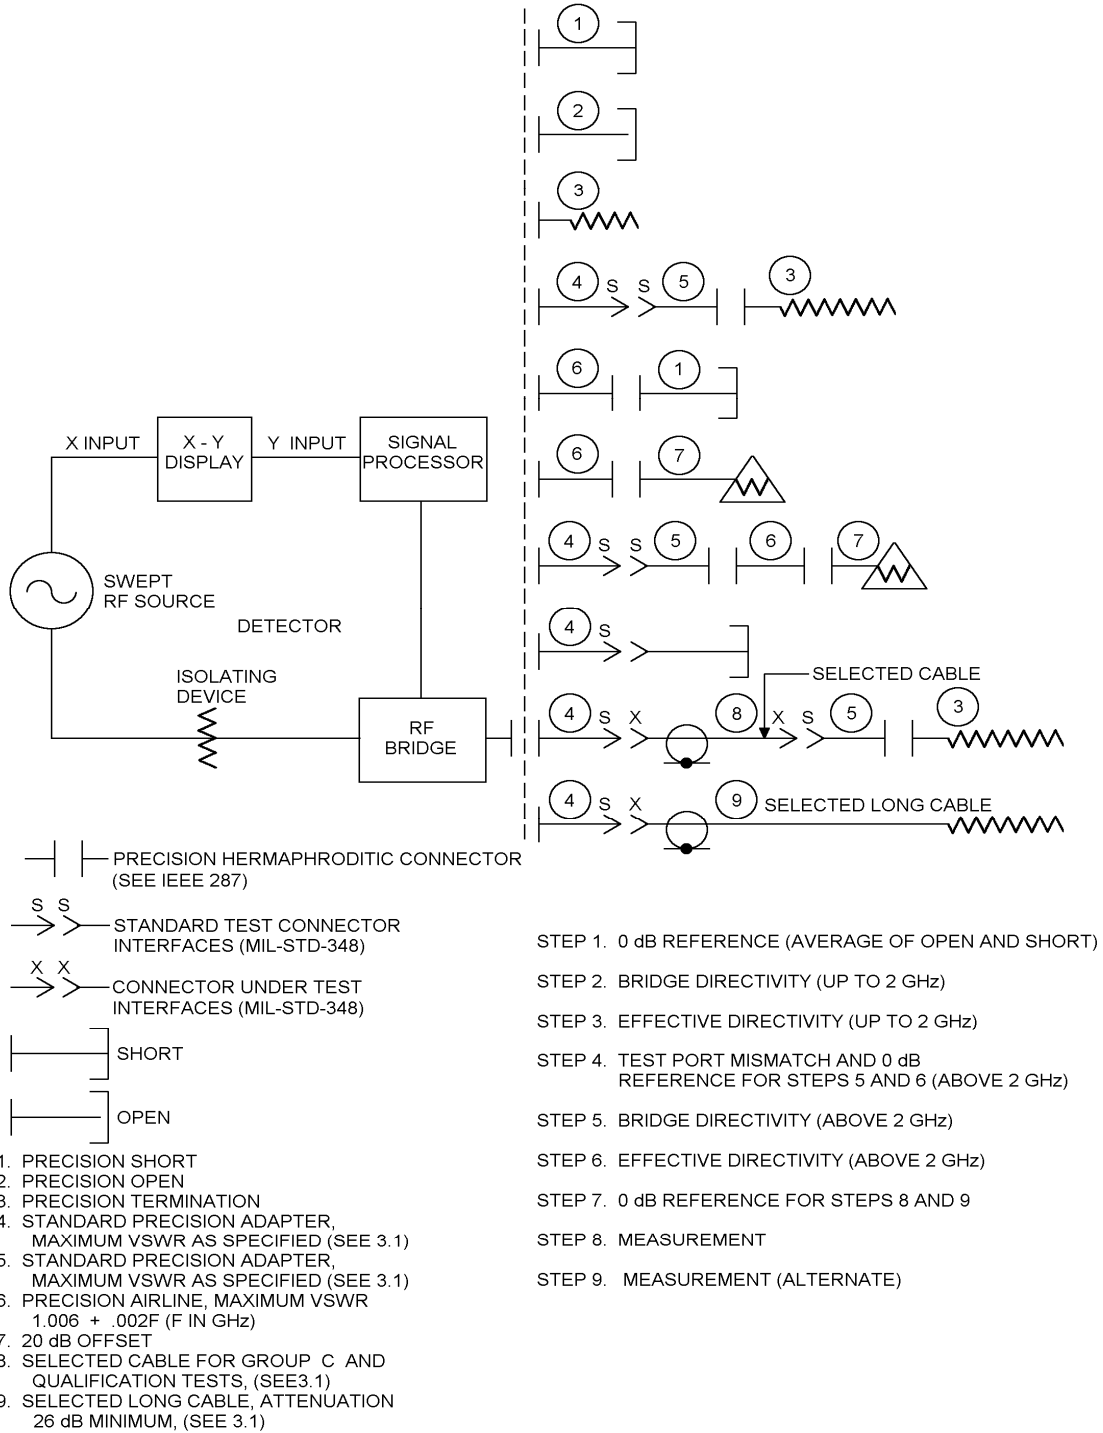 1
2
3
4 S S 5 3
6 1
6 7
4 S S 5 6 7
4 S
SELECTED CABLE
4 S X 8 X S 5 3
4 S X 9 SELECTED LONG CABLE
X INPUT
X - Y
DISPLAY
Y INPUT
SIGNAL
PROCESSOR
SWEPT
RF SOURCE
DETECTOR
ISOLATING
DEVICE
RF
BRIDGE
PRECISION HERMAPHRODITIC CONNECTOR
(SEE IEEE 287)
S S
STANDARD TEST CONNECTOR
INTERFACES (MIL-STD-348)
X X
CONNECTOR UNDER TEST
INTERFACES (MIL-STD-348)
SHORT
OPEN
1. PRECISION SHORT
2. PRECISION OPEN
3. PRECISION TERMINATION
4. STANDARD PRECISION ADAPTER,
MAXIMUM VSWR AS SPECIFIED (SEE 3.1)
5. STANDARD PRECISION ADAPTER,
MAXIMUM VSWR AS SPECIFIED (SEE 3.1)
6. PRECISION AIRLINE, MAXIMUM VSWR
1.006 + .002F (F IN GHz)
7. 20 dB OFFSET
8. SELECTED CABLE FOR GROUP C AND
QUALIFICATION TESTS, (SEE3.1)
9. SELECTED LONG CABLE, ATTENUATION
26 dB MINIMUM, (SEE 3.1)
STEP 1. 0 dB REFERENCE (AVERAGE OF OPEN AND SHORT)
STEP 2. BRIDGE DIRECTIVITY (UP TO 2 GHz)
STEP 3. EFFECTIVE DIRECTIVITY (UP TO 2 GHz)
STEP 4. TEST PORT MISMATCH AND 0 dB
REFERENCE FOR STEPS 5 AND 6 (ABOVE 2 GHz)
STEP 5. BRIDGE DIRECTIVITY (ABOVE 2 GHz)
STEP 6. EFFECTIVE DIRECTIVITY (ABOVE 2 GHz)
STEP 7. 0 dB REFERENCE FOR STEPS 8 AND 9
STEP 8. MEASUREMENT
STEP 9. MEASUREMENT (ALTERNATE)